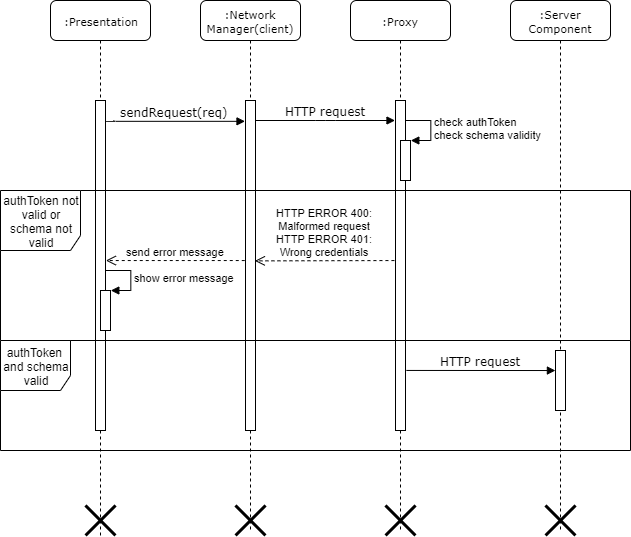 :Presentation
:Network
Manager(client)
:Proxy
:Server
Component
sendRequest(req)
HTTP request
check authToken
check schema validity
authToken not
valid or
schema not
valid
HTTP ERROR 400:
Malformed request
HTTP ERROR 401:
Wrong credentials
send error message
show error message
authToken
and schema
valid
HTTP request